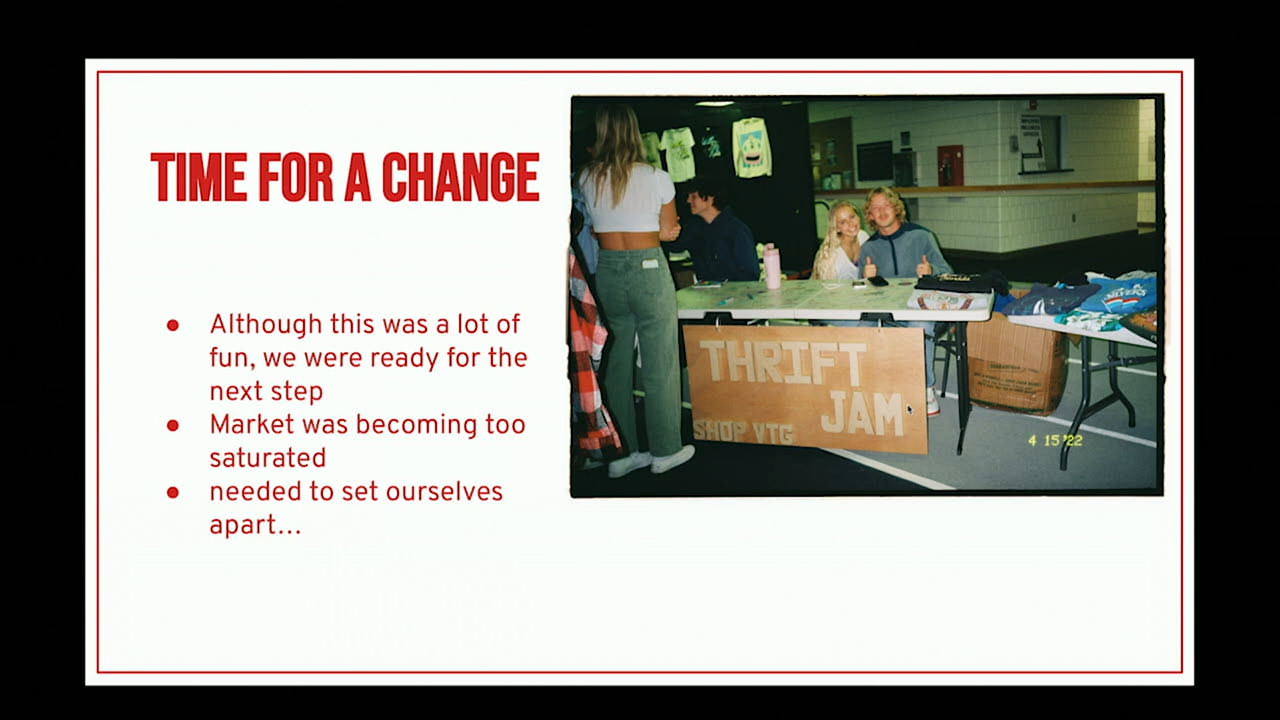 TIME FOR A CHANGE
● Although this was a lot of
fun, we were ready for the
next step
● Market was becoming too
saturated
● needed to set ourselves
apart...
THRIFT
JAM
SHOP VTG
4 15 '22